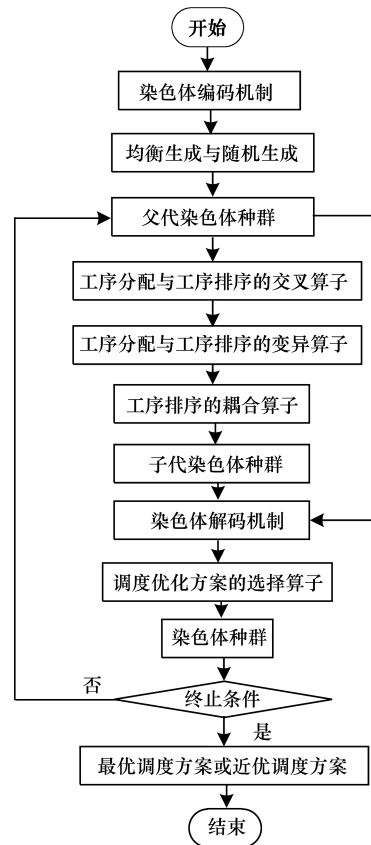 开始
染色体编码机制
均衡生成与随机生成
父代染色体种群
工序分配与工序排序的交叉算子
工序分配与工序排序的变异算子
工序排序的耦合算子
子代染色体种群
染色体解码机制
调度优化方案的选择算子
染色体种群
否
终止条件
是
最优调度方案或近优调度方案
结束